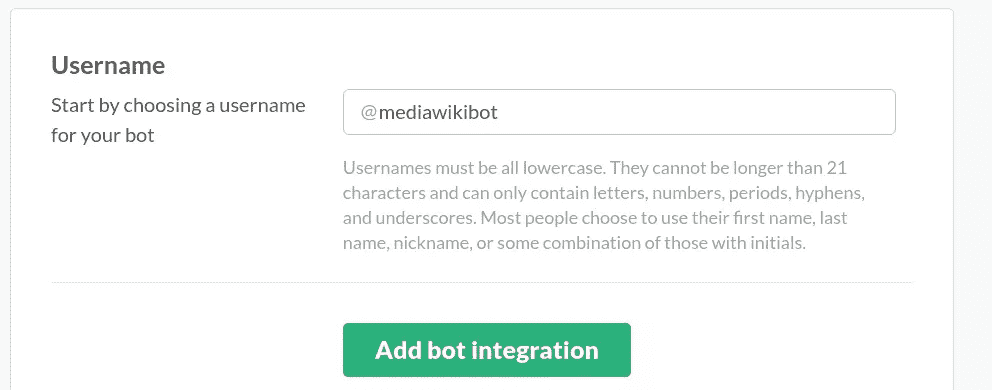 Username
Start by choosing a username
for your bot
@mediawikibot
Usernames must be all lowercase. They cannot be longer than 21
characters and can only contain letters, numbers, periods, hyphens,
and underscores. Most people choose to use their first name, last
name, nickname, or some combination of those with initials.
Add bot integration